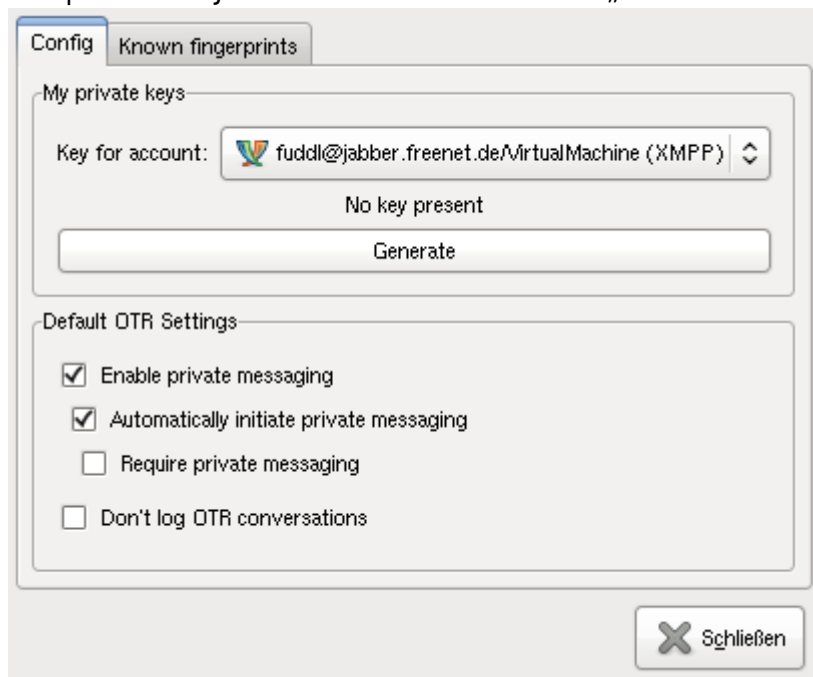 Config Known fingerprints
My private keys
Key for account: fuddl@jabber.freenet.de/VirtualMachine (XMPP)
No key present
Generate
Default OTR Settings
Enable private messaging
Automatically initiate private messaging
Require private messaging
Don't log OTR conversations
Schließen